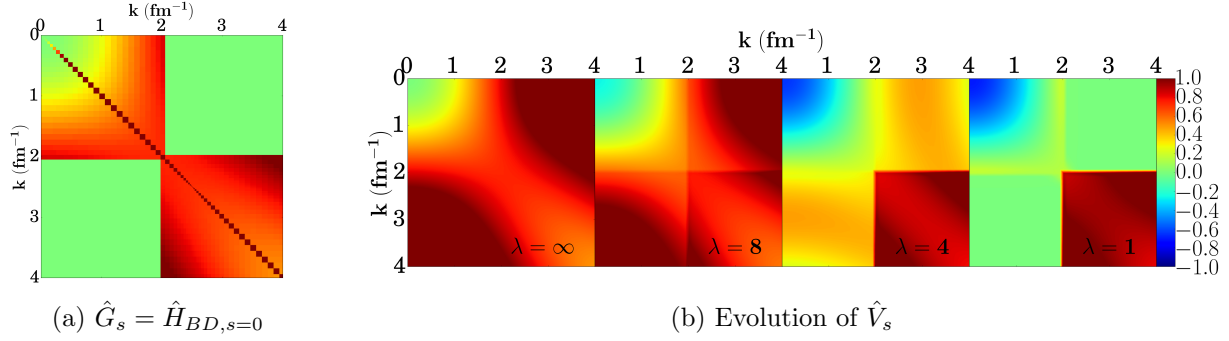 k (fm⁻¹)
0 1 2 3 4
k (fm⁻¹)
0
1
2
3
4
(a) Ĝ_s = Ĥ_{BD,s=0}
k (fm⁻¹)
0 1 2 3 4 1 2 3 4 1 2 3 4 1 2 3 4
k (fm⁻¹)
0
1
2
3
4
λ = ∞
λ = 8
λ = 4
λ = 1
1.0
0.8
0.6
0.4
0.2
0.0
−0.2
−0.4
−0.6
−0.8
−1.0
(b) Evolution of V̂_s